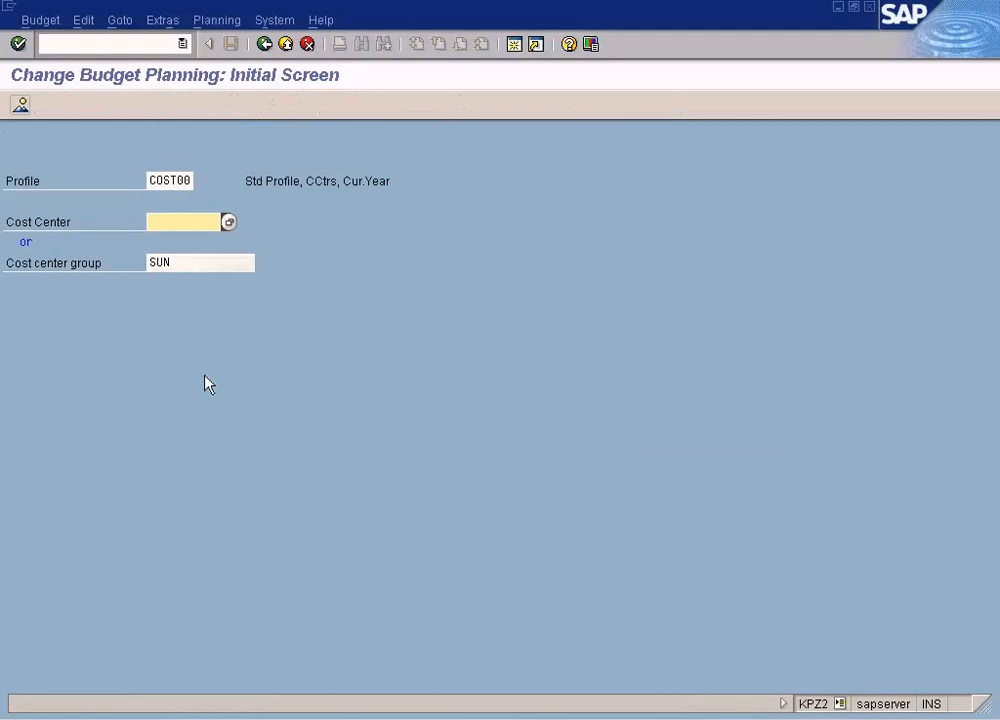 Budget Edit Goto Extras Planning System Help
SAP
Change Budget Planning: Initial Screen
Profile COST00 Std Profile, CCtrs, Cur.Year
Cost Center
or
Cost center group SUN
KPZ2 sapserver INS